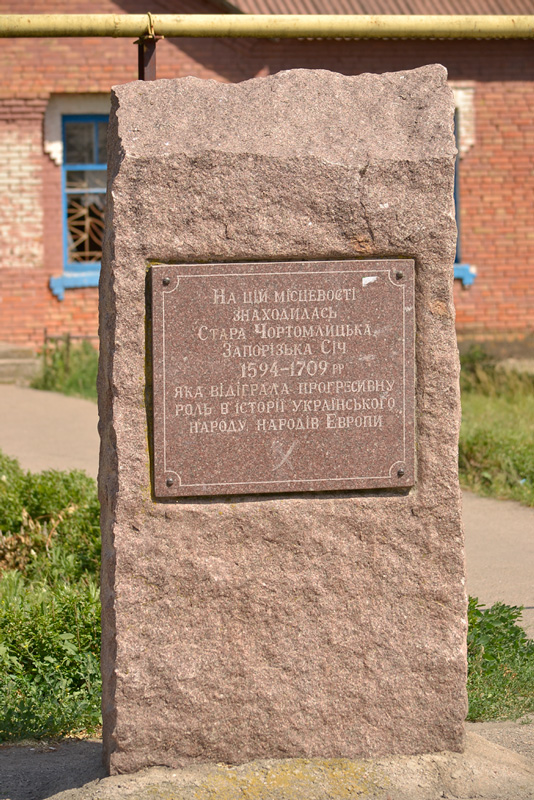 На цій місцевості
знаходилась
Стара Чортомлицька
Запорізька Січ
1594-1709 рр
яка відіграла прогресивну
роль в історії українського
народу, народів Европи